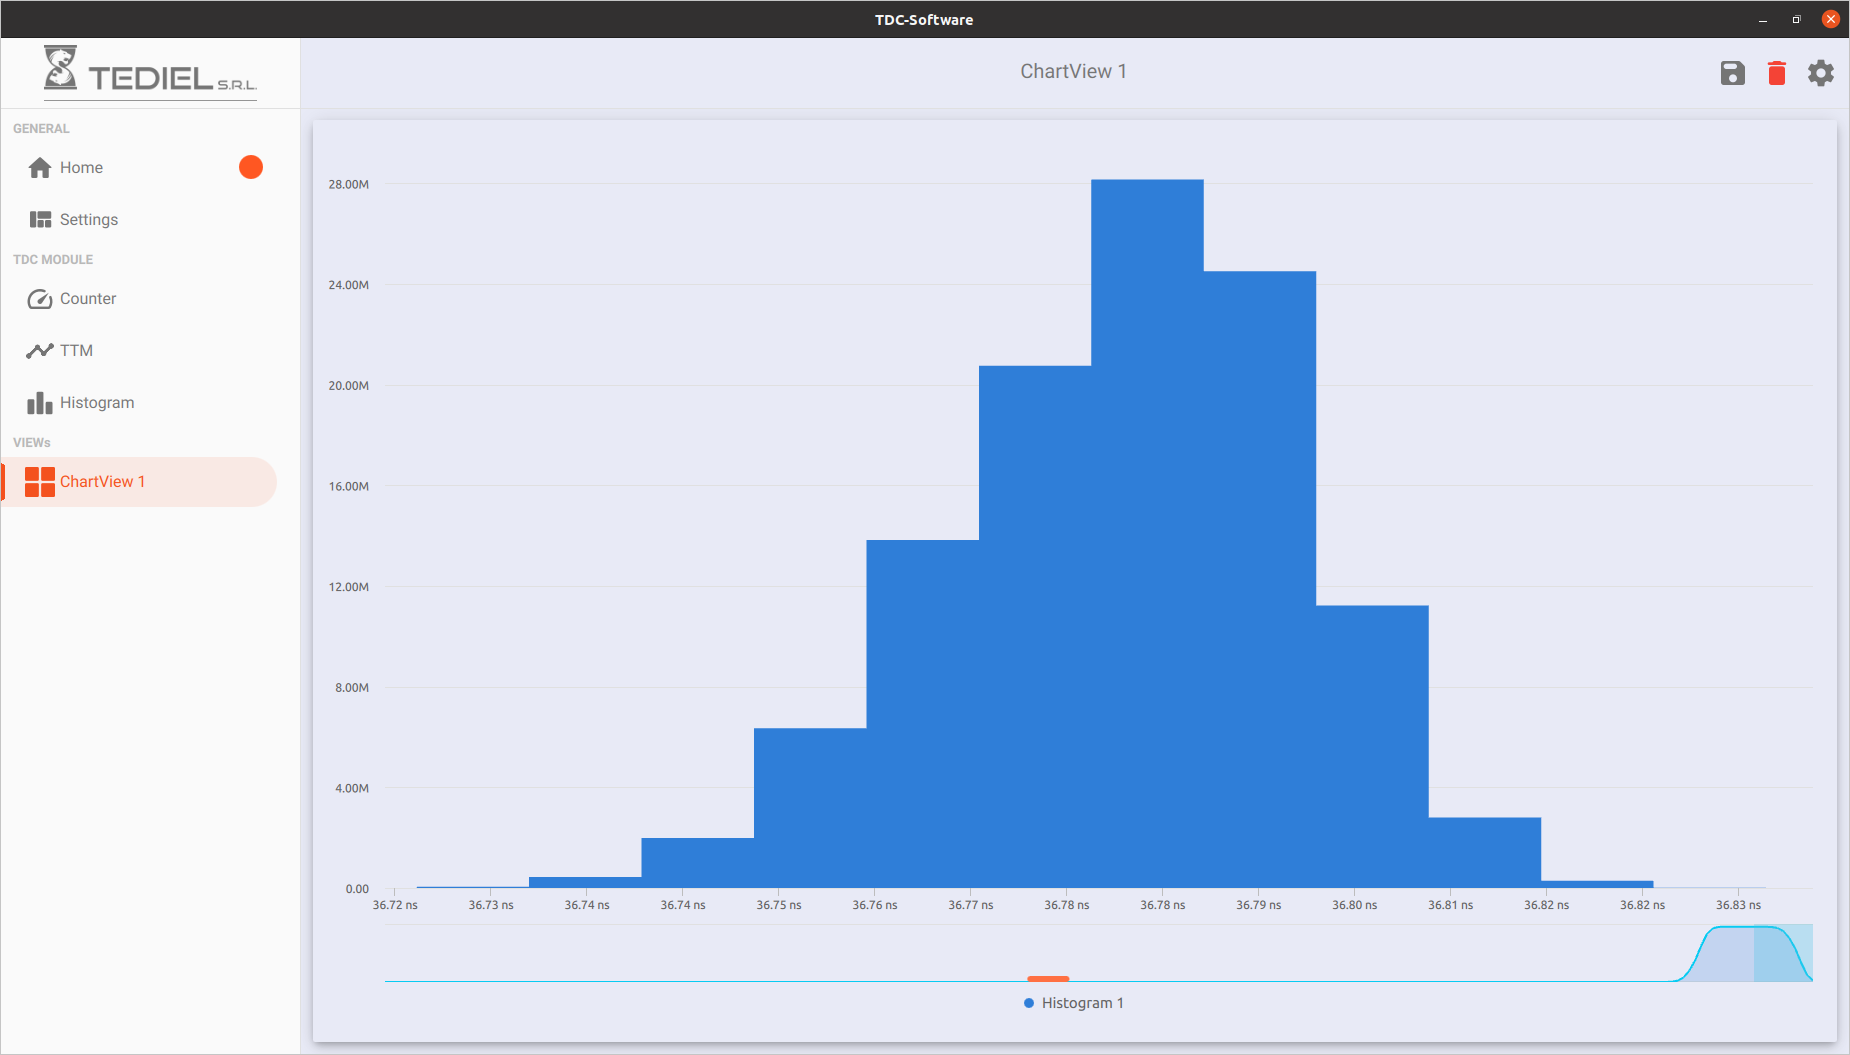 TDC-Software
TEDIEL S.R.L.
ChartView 1
GENERAL
Home
Settings
TDC MODULE
Counter
TTM
Histogram
VIEWs
ChartView 1
28.00M
24.00M
20.00M
16.00M
12.00M
8.00M
4.00M
0.00
36.72 ns 36.73 ns 36.74 ns 36.74 ns 36.75 ns 36.76 ns 36.77 ns 36.78 ns 36.78 ns 36.79 ns 36.80 ns 36.81 ns 36.82 ns 36.82 ns 36.83 ns
Histogram 1